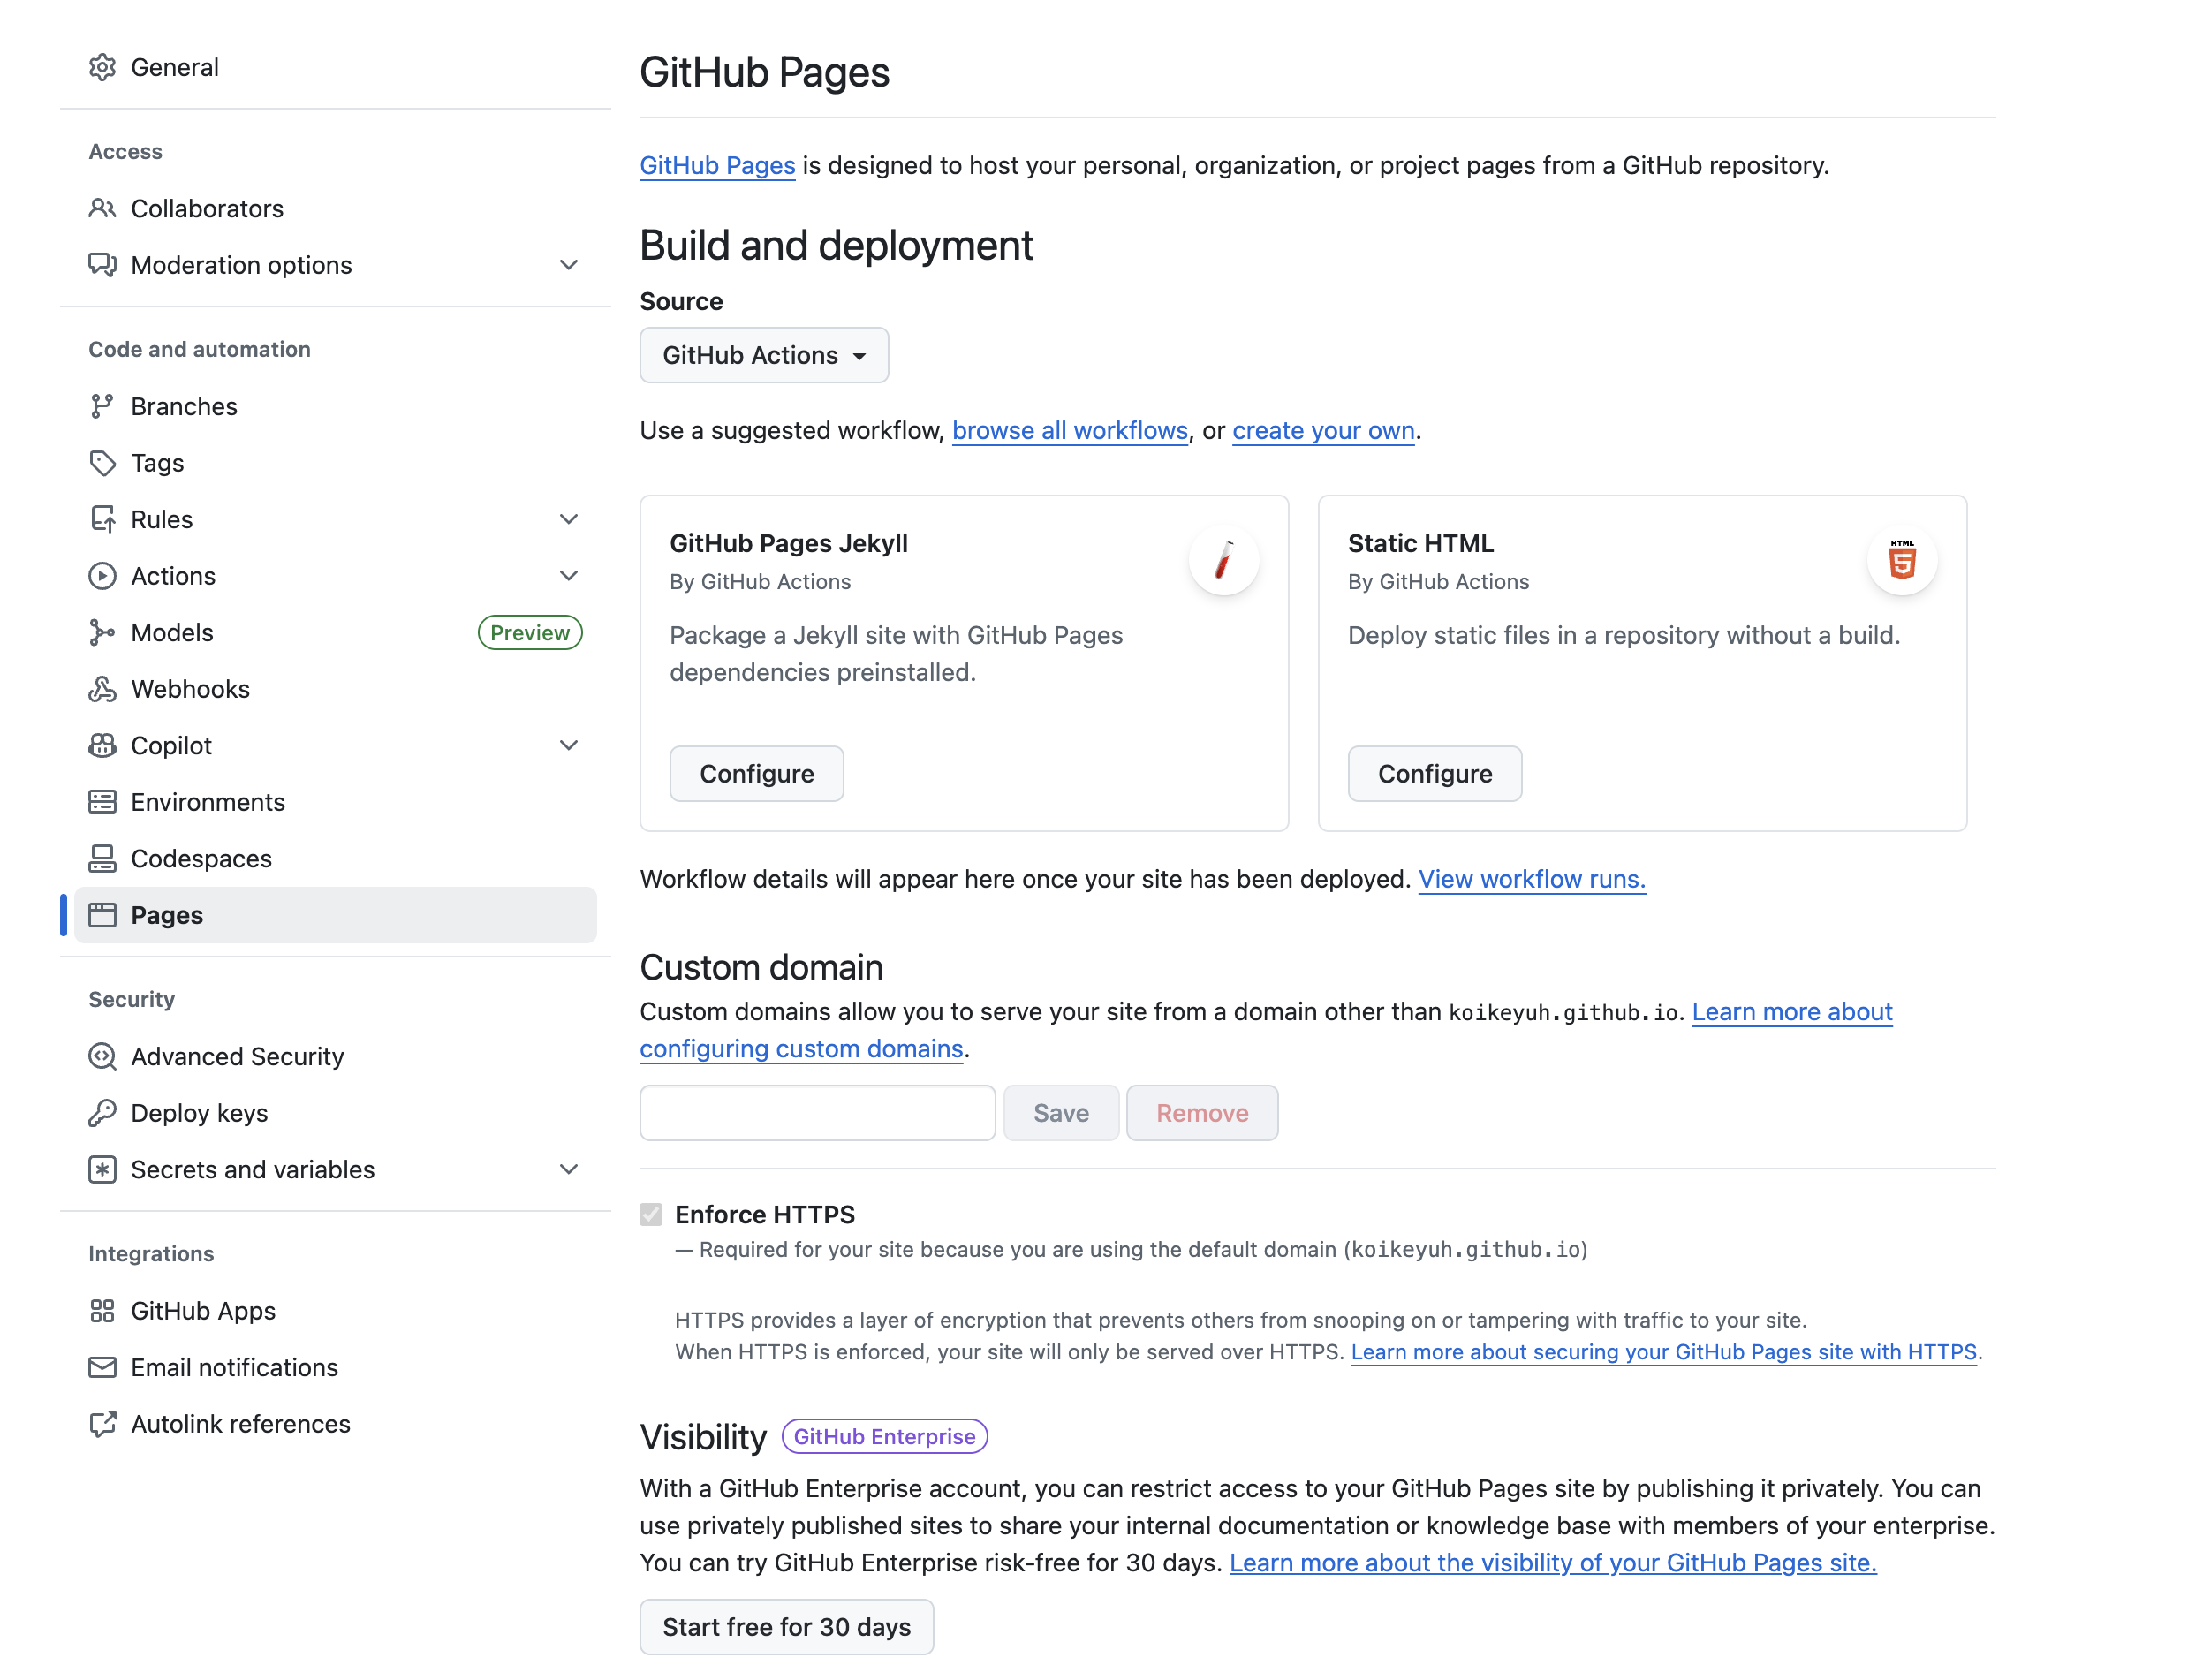 General
Access
Collaborators
Moderation options
Code and automation
Branches
Tags
Rules
Actions
Models Preview
Webhooks
Copilot
Environments
Codespaces
Pages
Security
Advanced Security
Deploy keys
Secrets and variables
Integrations
GitHub Apps
Email notifications
Autolink references
GitHub Pages
GitHub Pages is designed to host your personal, organization, or project pages from a GitHub repository.
Build and deployment
Source
GitHub Actions
Use a suggested workflow, browse all workflows, or create your own.
GitHub Pages Jekyll
By GitHub Actions
Package a Jekyll site with GitHub Pages
dependencies preinstalled.
Configure
Static HTML
By GitHub Actions
HTML
5
Deploy static files in a repository without a build.
Configure
Workflow details will appear here once your site has been deployed. View workflow runs.
Custom domain
Custom domains allow you to serve your site from a domain other than koikeyuh.github.io. Learn more about
configuring custom domains.
Save Remove
Enforce HTTPS
— Required for your site because you are using the default domain (koikeyuh.github.io)
HTTPS provides a layer of encryption that prevents others from snooping on or tampering with traffic to your site.
When HTTPS is enforced, your site will only be served over HTTPS. Learn more about securing your GitHub Pages site with HTTPS.
Visibility GitHub Enterprise
With a GitHub Enterprise account, you can restrict access to your GitHub Pages site by publishing it privately. You can
use privately published sites to share your internal documentation or knowledge base with members of your enterprise.
You can try GitHub Enterprise risk-free for 30 days. Learn more about the visibility of your GitHub Pages site.
Start free for 30 days